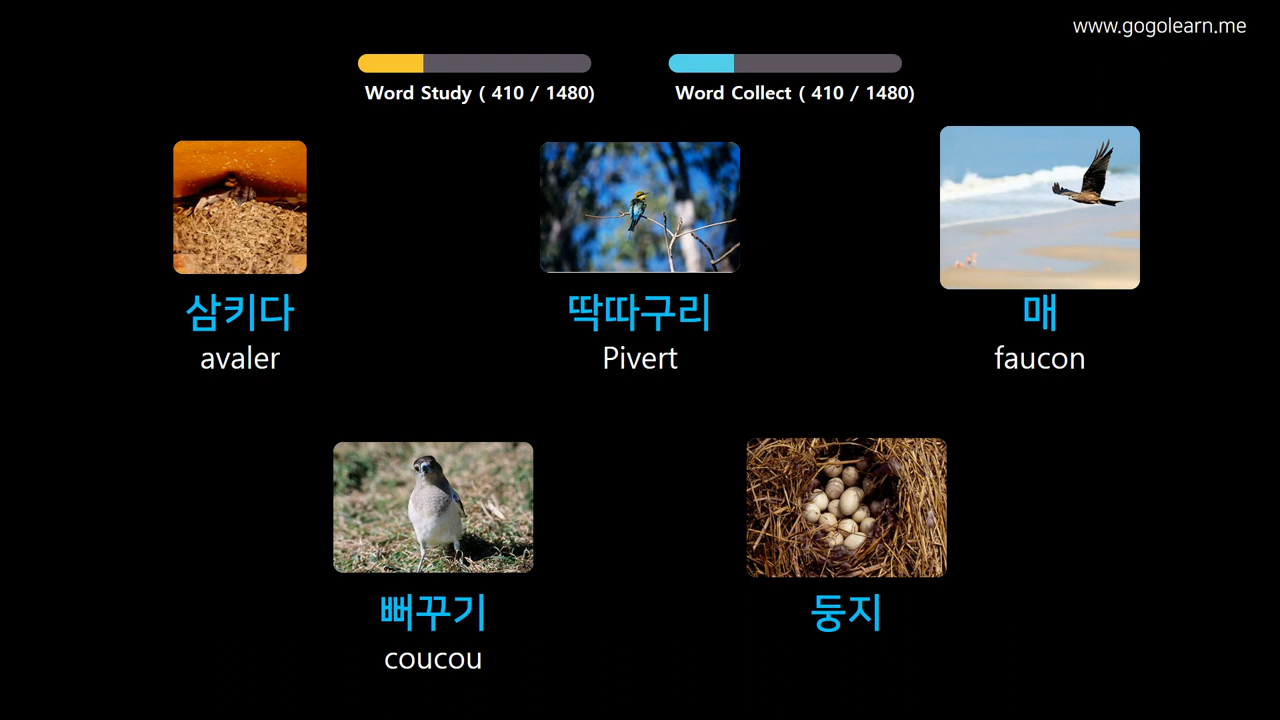 www.gogolearn.me
Word Study ( 410 / 1480)
Word Collect ( 410 / 1480)
삼키다
avaler
딱따구리
Pivert
매
faucon
뻐꾸기
coucou
둥지